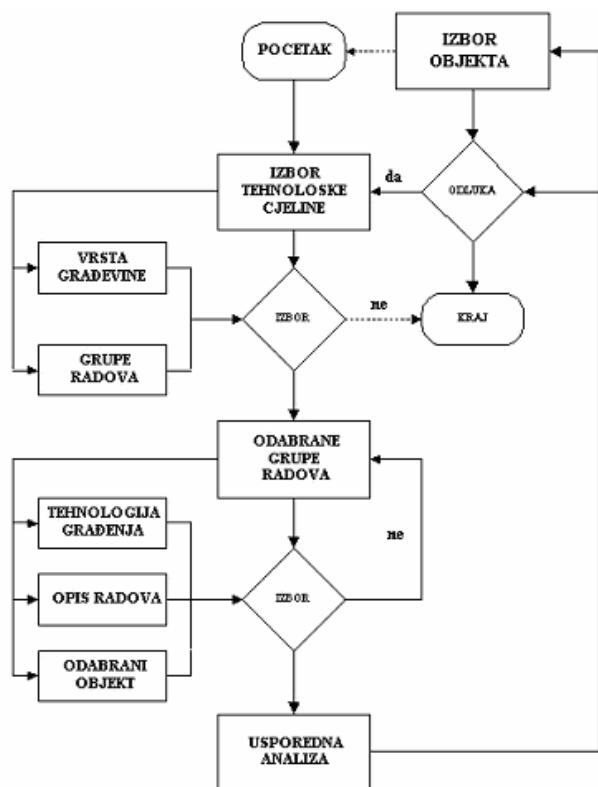 POCETAK
IZBOR
OBJEKTA
IZBOR
TEHNOLOSKE
CJELINE
da
ODLUKA
VRSTA
GRAĐEVINE
IZBOR
ne
KRAJ
GRUPE
RADOVA
ODABRANE
GRUPE
RADOVA
TEHNOLOGIJA
GRAĐENJA
ne
OPIS RADOVA
IZBOR
ODABRANI
OBJEKT
USPOREDNA
ANALIZA